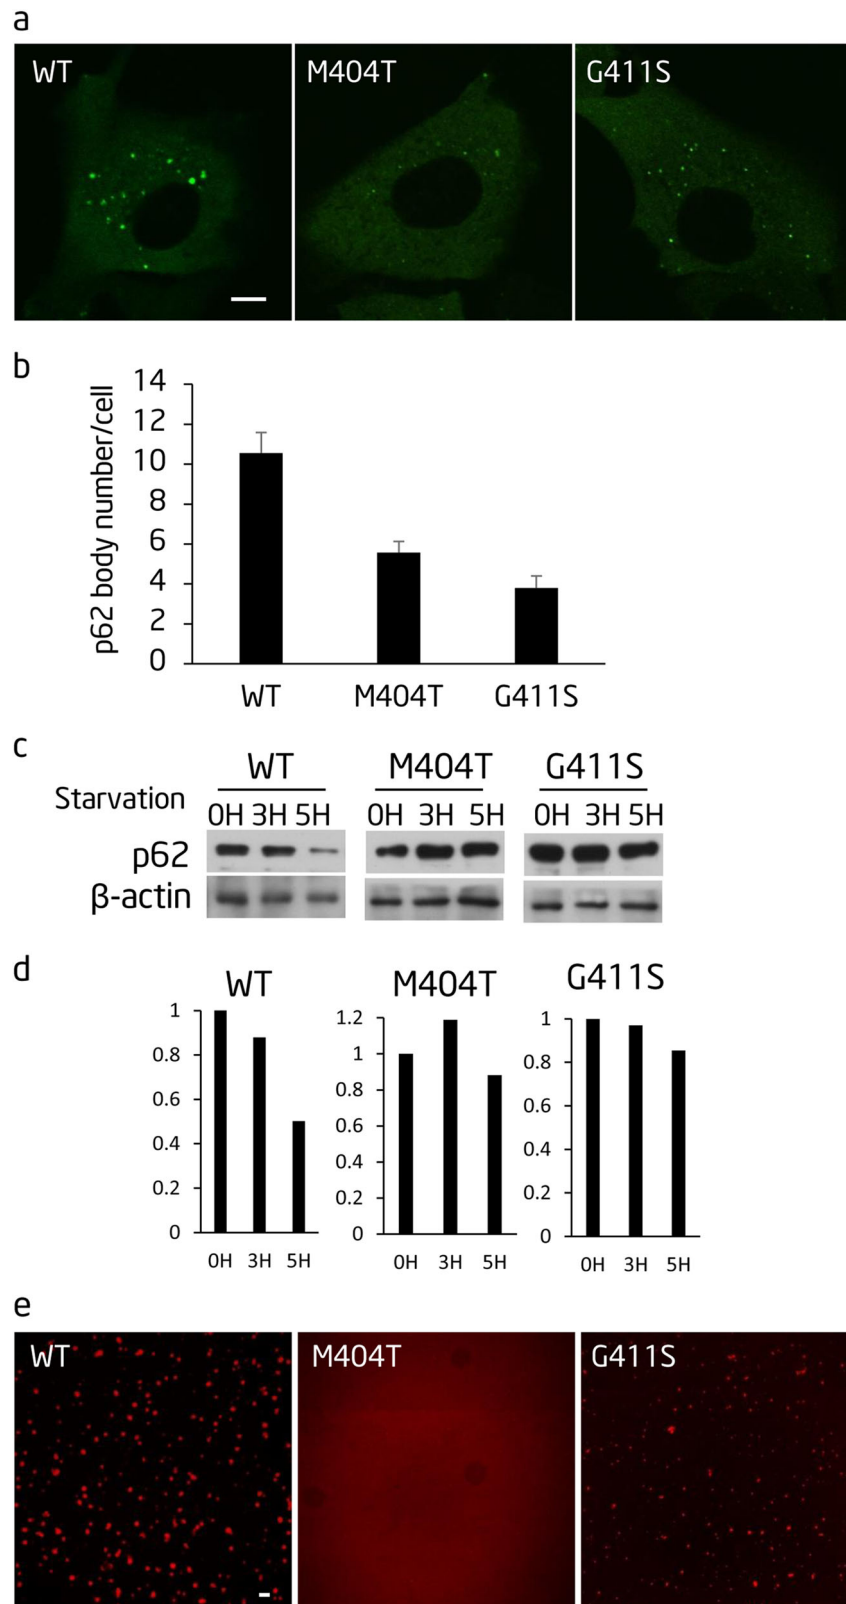 a
WT M404T G411S
b
p62 body number/cell
14
12
10
8
6
4
2
0
WT M404T G411S
c
WT M404T G411S
Starvation
0H 3H 5H 0H 3H 5H 0H 3H 5H
p62
β-actin
d
WT M404T G411S
1
0.8
0.6
0.4
0.2
0
0H 3H 5H
1.2
1
0.8
0.6
0.4
0.2
0
0H 3H 5H
1
0.8
0.6
0.4
0.2
0
0H 3H 5H
e
WT M404T G411S